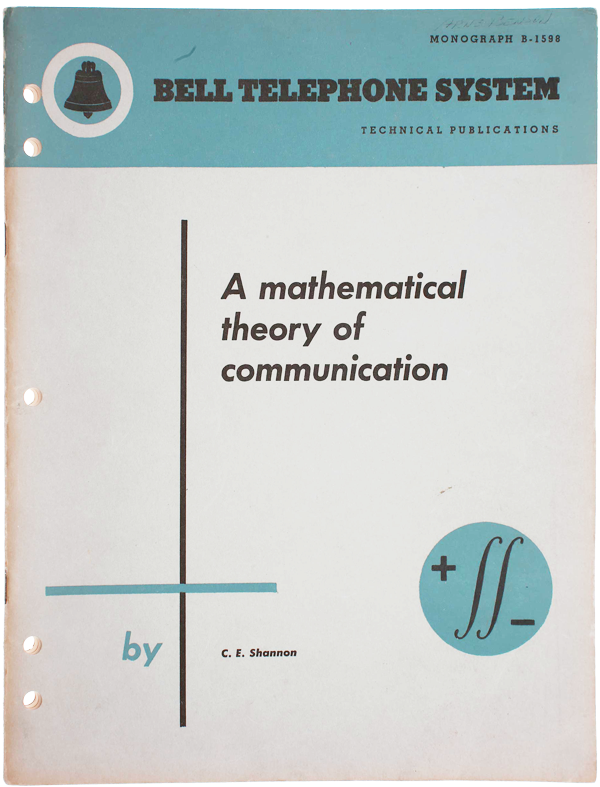 MONOGRAPH B-1598
BELL TELEPHONE SYSTEM
TECHNICAL PUBLICATIONS
A mathematical
theory of
communication
+ ∫∫ −
by C. E. Shannon